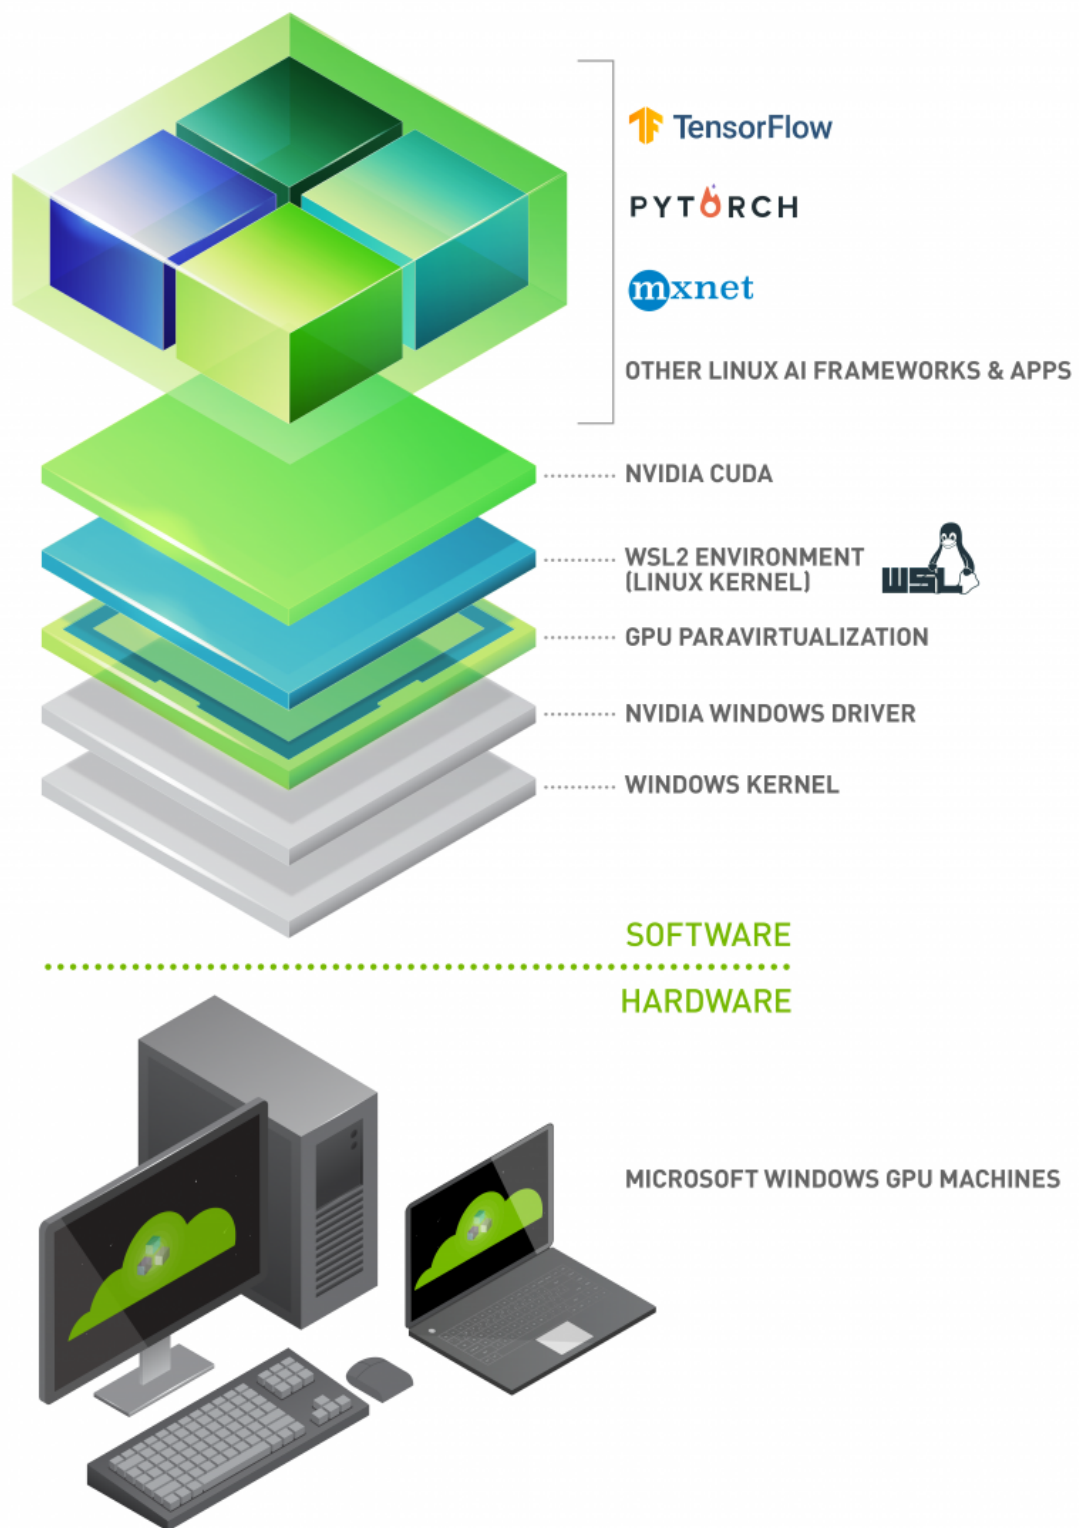 TensorFlow
PYTORCH
mxnet
OTHER LINUX AI FRAMEWORKS & APPS
NVIDIA CUDA
WSL2 ENVIRONMENT
(LINUX KERNEL)
WSL
GPU PARAVIRTUALIZATION
NVIDIA WINDOWS DRIVER
WINDOWS KERNEL
SOFTWARE
HARDWARE
MICROSOFT WINDOWS GPU MACHINES